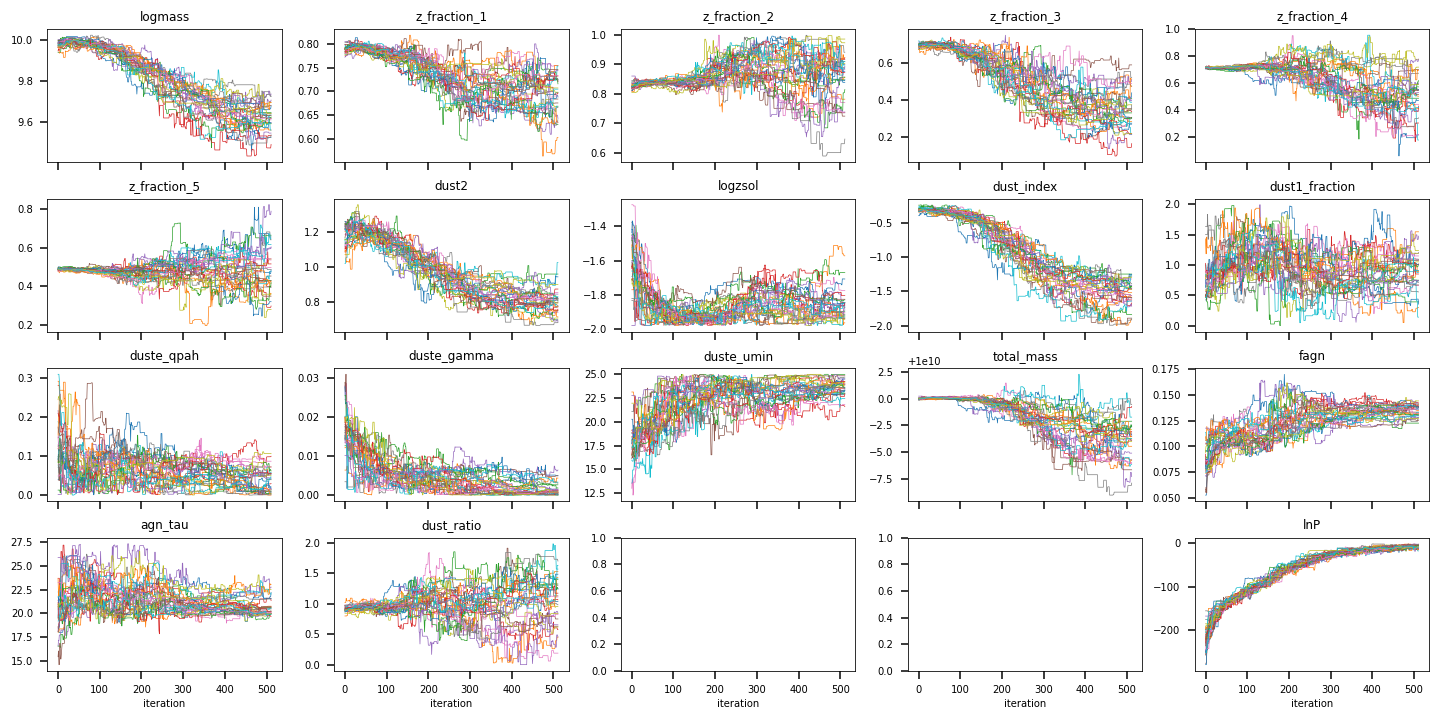 logmass z_fraction_1 z_fraction_2 z_fraction_3 z_fraction_4
10.0 9.8 9.6
0.80 0.75 0.70 0.65 0.60
1.0 0.9 0.8 0.7 0.6
0.6 0.4 0.2
1.0 0.8 0.6 0.4 0.2
z_fraction_5 dust2 logzsol dust_index dust1_fraction
0.8 0.6 0.4 0.2
1.2 1.0 0.8
−1.4 −1.6 −1.8 −2.0
−0.5 −1.0 −1.5 −2.0
2.0 1.5 1.0 0.5 0.0
duste_qpah duste_gamma duste_umin total_mass fagn
0.3 0.2 0.1 0.0
0.03 0.02 0.01 0.00
25.0 22.5 20.0 17.5 15.0 12.5
+1e10
2.5 0.0 −2.5 −5.0 −7.5
0.175 0.150 0.125 0.100 0.075 0.050
agn_tau dust_ratio lnP
27.5 25.0 22.5 20.0 17.5 15.0
2.0 1.5 1.0 0.5 0.0
1.0 0.8 0.6 0.4 0.2 0.0
1.0 0.8 0.6 0.4 0.2 0.0
0 −100 −200
0 100 200 300 400 500 0 100 200 300 400 500 0 100 200 300 400 500 0 100 200 300 400 500 0 100 200 300 400 500
iteration iteration iteration iteration iteration